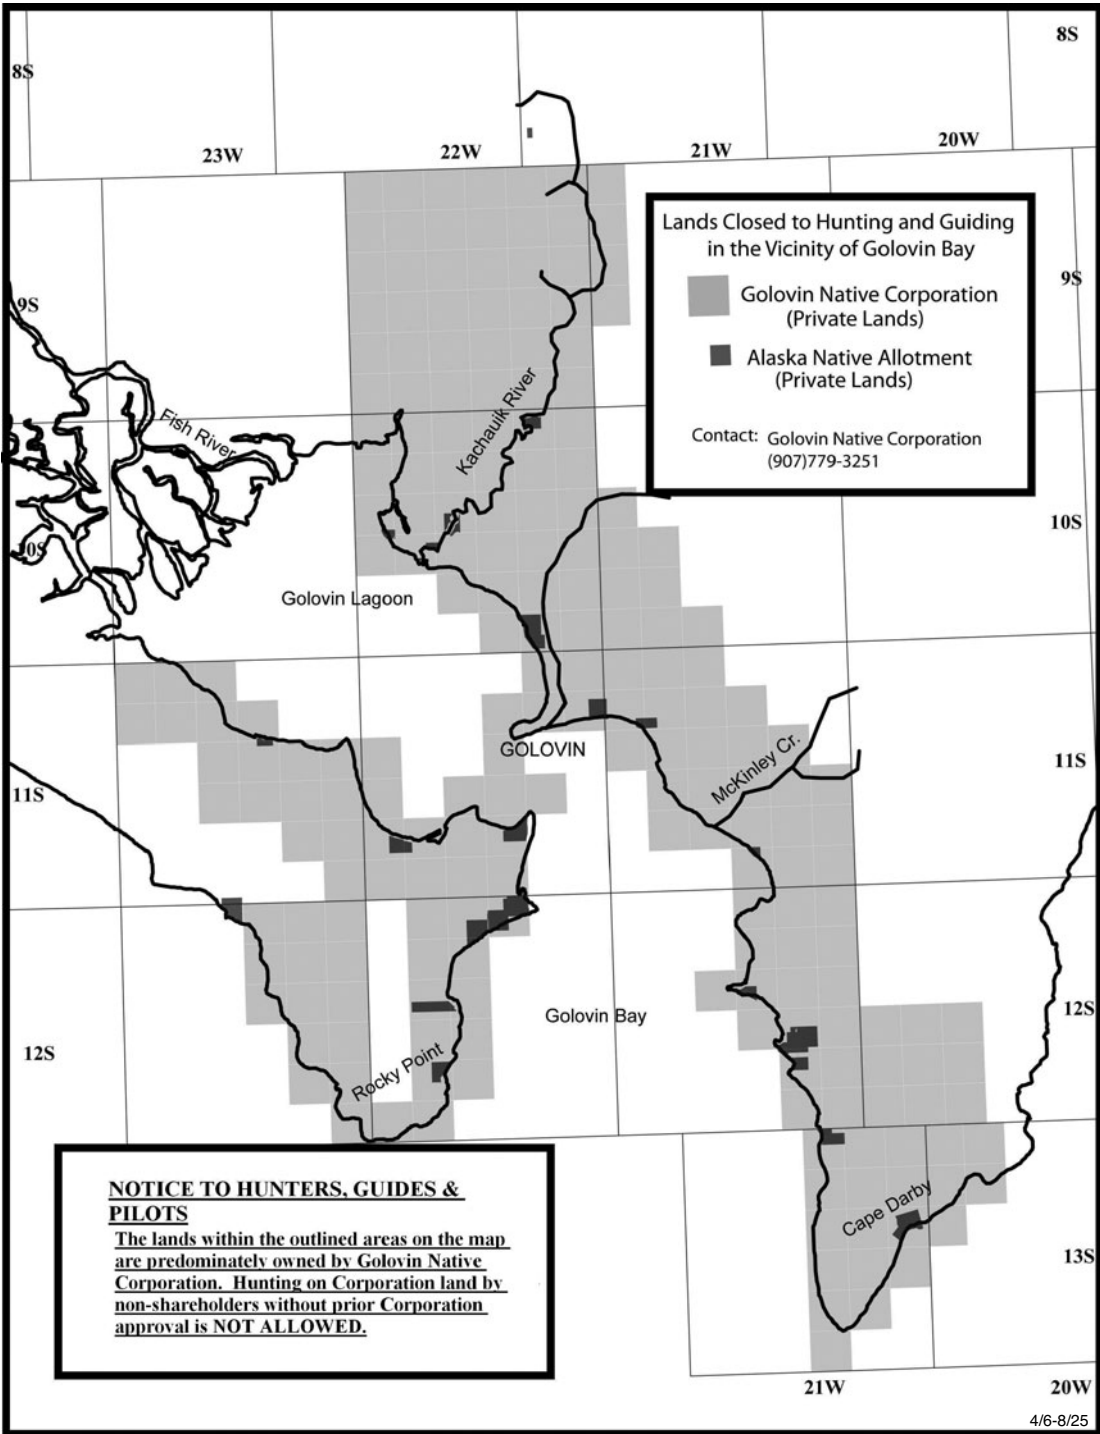 8S
8S
23W
22W
21W
20W
Lands Closed to Hunting and Guiding
in the Vicinity of Golovin Bay
Golovin Native Corporation
(Private Lands)
Alaska Native Allotment
(Private Lands)
Contact: Golovin Native Corporation
(907)779-3251
9S
9S
Fish River
Kachauik River
10S
10S
Golovin Lagoon
GOLOVIN
McKinley Cr.
11S
11S
Golovin Bay
12S
12S
Rocky Point
NOTICE TO HUNTERS, GUIDES &
PILOTS
The lands within the outlined areas on the map
are predominately owned by Golovin Native
Corporation. Hunting on Corporation land by
non-shareholders without prior Corporation
approval is NOT ALLOWED.
Cape Darby
13S
21W
20W
4/6-8/25